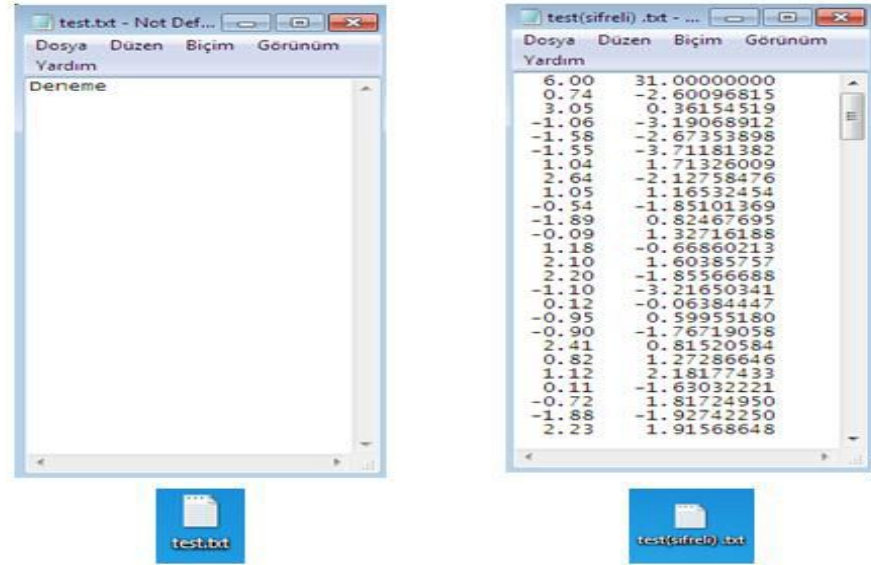 test.txt - Not Def...
Dosya Düzen Biçim Görünüm
Yardım
Deneme
test.txt
test(sifreli) .txt - ...
Dosya Düzen Biçim Görünüm
Yardım
6.00 31.00000000
0.74 -2.60096815
3.05 0.36154519
-1.06 -3.19068912
-1.58 -2.67353898
-1.55 -3.71181382
1.04 1.71326009
2.64 -2.12758476
1.05 1.16532454
-0.54 -1.85101369
-1.89 0.82467695
-0.09 1.32716188
1.18 -0.66860213
2.10 1.60385757
2.20 -1.85566688
-1.10 -3.21650341
0.12 -0.06384447
-0.95 0.59955180
-0.90 -1.76719058
2.41 0.81520584
0.82 1.27286646
1.12 2.18177433
0.11 -1.63032221
-0.72 1.81724950
-1.88 -1.92742250
2.23 1.91568648
test(sifreli) .txt